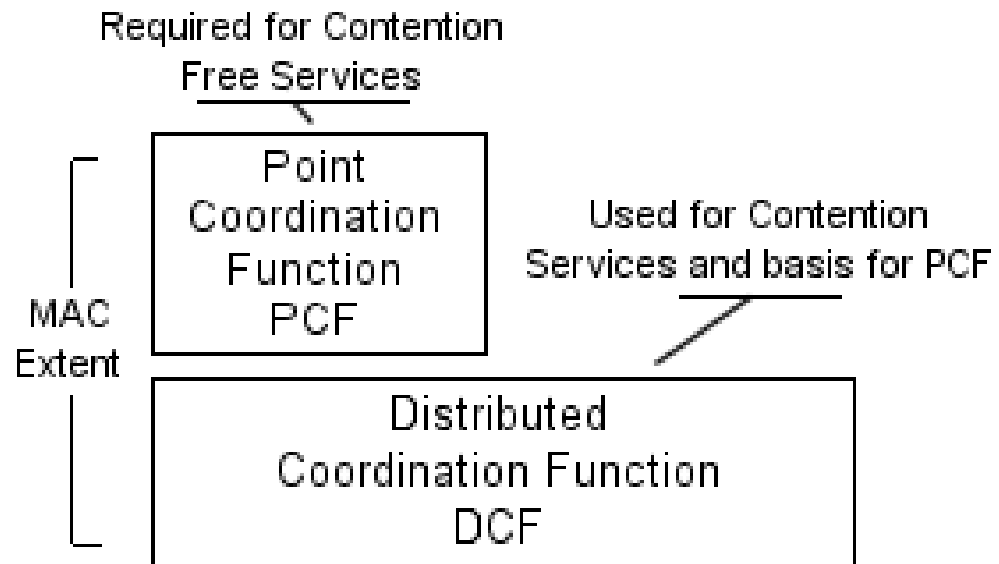 Required for Contention
Free Services
Point
Coordination
Function
PCF
Used for Contention
Services and basis for PCF
MAC
Extent
Distributed
Coordination Function
DCF